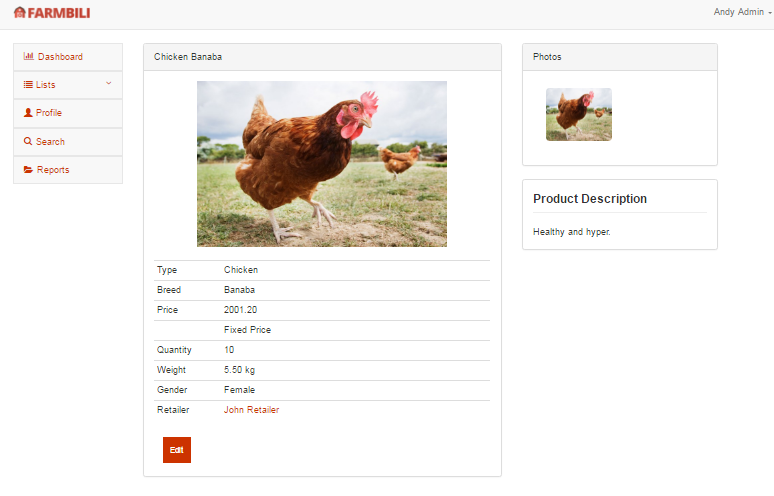 FARMBILI
Andy Admin
Dashboard
Lists
Profile
Search
Reports
Chicken Banaba
Type Chicken
Breed Banaba
Price 2001.20
Fixed Price
Quantity 10
Weight 5.50 kg
Gender Female
Retailer John Retailer
Edit
Photos
Product Description
Healthy and hyper.